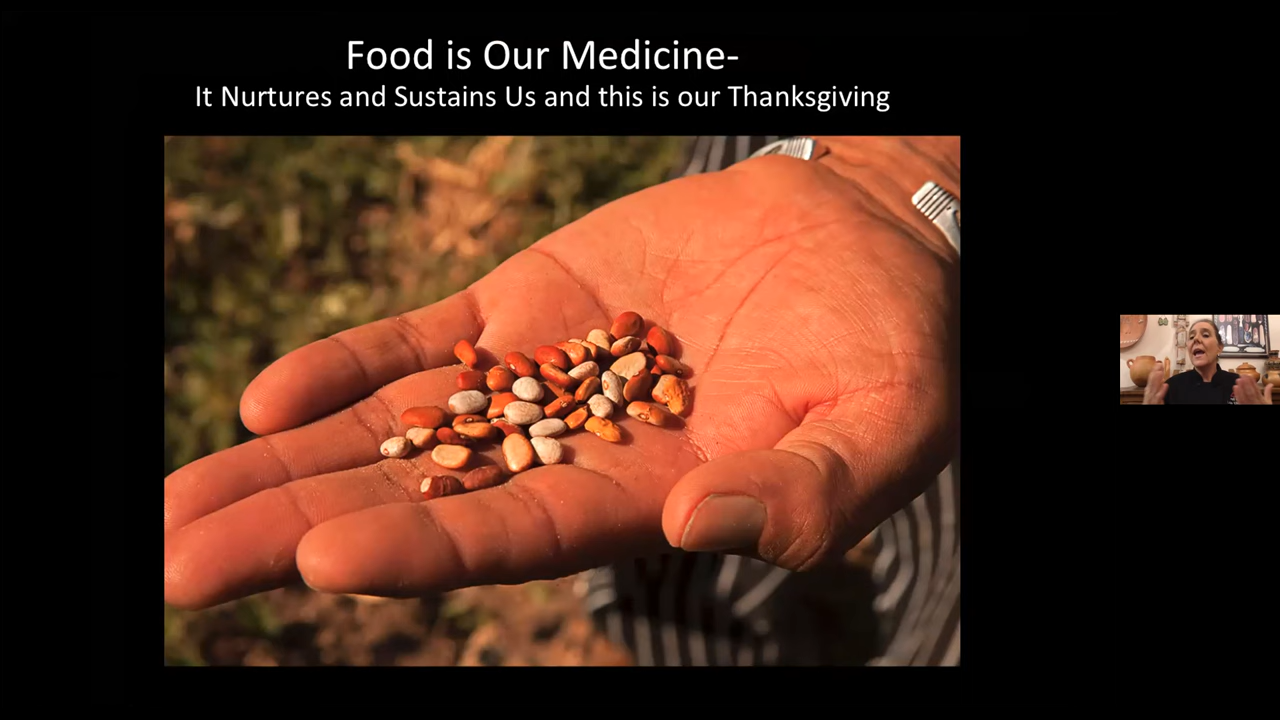 Food is Our Medicine-
It Nurtures and Sustains Us and this is our Thanksgiving